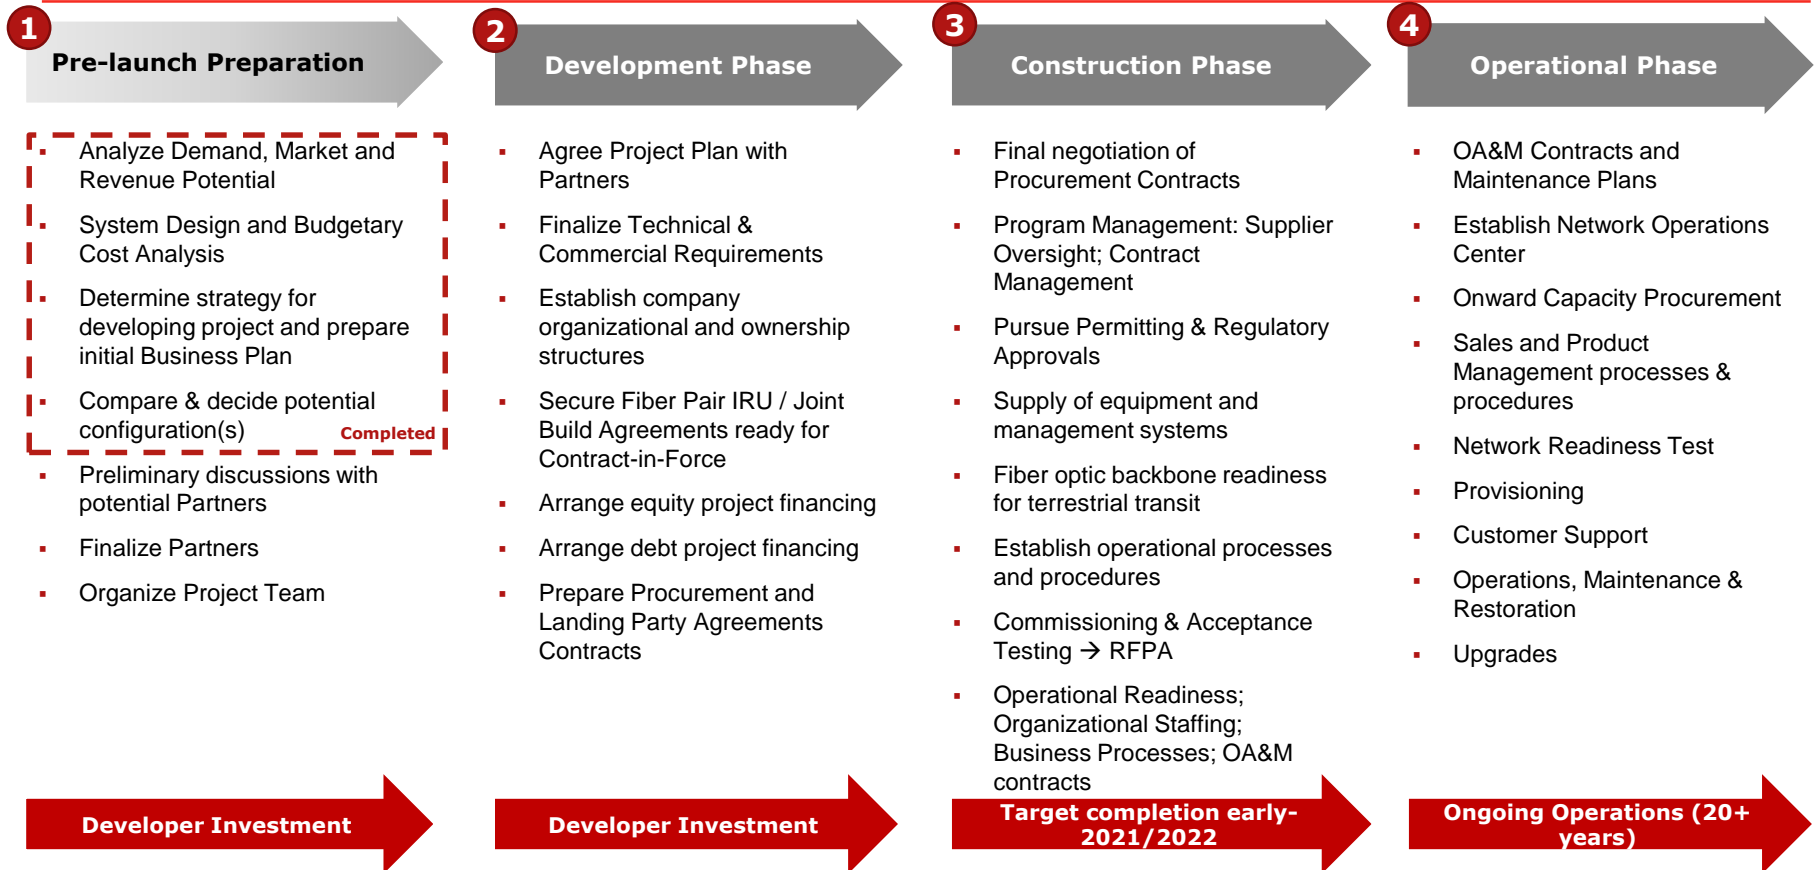 1
Pre-launch Preparation
▪ Analyze Demand, Market and
Revenue Potential
▪ System Design and Budgetary
Cost Analysis
▪ Determine strategy for
developing project and prepare
initial Business Plan
▪ Compare & decide potential
configuration(s)
Completed
▪ Preliminary discussions with
potential Partners
▪ Finalize Partners
▪ Organize Project Team
Developer Investment
2
Development Phase
▪ Agree Project Plan with
Partners
▪ Finalize Technical &
Commercial Requirements
▪ Establish company
organizational and ownership
structures
▪ Secure Fiber Pair IRU / Joint
Build Agreements ready for
Contract-in-Force
▪ Arrange equity project financing
▪ Arrange debt project financing
▪ Prepare Procurement and
Landing Party Agreements
Contracts
Developer Investment
3
Construction Phase
▪ Final negotiation of
Procurement Contracts
▪ Program Management: Supplier
Oversight; Contract
Management
▪ Pursue Permitting & Regulatory
Approvals
▪ Supply of equipment and
management systems
▪ Fiber optic backbone readiness
for terrestrial transit
▪ Establish operational processes
and procedures
▪ Commissioning & Acceptance
Testing → RFPA
▪ Operational Readiness;
Organizational Staffing;
Business Processes; OA&M
contracts
Target completion early-
2021/2022
4
Operational Phase
▪ OA&M Contracts and
Maintenance Plans
▪ Establish Network Operations
Center
▪ Onward Capacity Procurement
▪ Sales and Product
Management processes &
procedures
▪ Network Readiness Test
▪ Provisioning
▪ Customer Support
▪ Operations, Maintenance &
Restoration
▪ Upgrades
Ongoing Operations (20+
years)